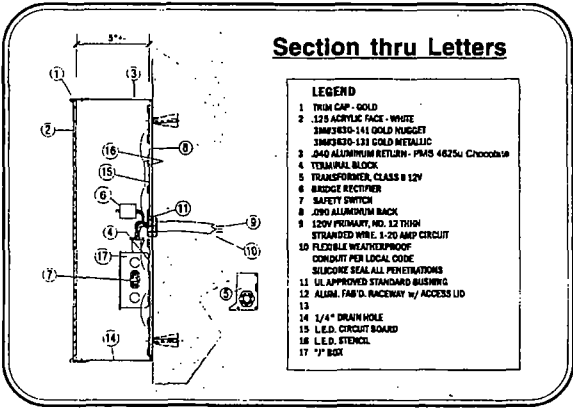 Section thru Letters
5"+-
1
3
2
8
16
15
6
11
9
4
10
17
7
5
14
LEGEND
1 TRIM CAP - GOLD
2 .125 ACRYLIC FACE - WHITE
3M#3630-141 GOLD NUGGET
3M#3630-131 GOLD METALLIC
3 .040 ALUMINUM RETURN - PMS 4625u Chocolate
4 TERMINAL BLOCK
5 TRANSFORMER, CLASS II 12V
6 BRIDGE RECTIFIER
7 SAFETY SWITCH
8 .090 ALUMINUM BACK
9 120V PRIMARY, NO. 12 THHN
STRANDED WIRE. 1-20 AMP CIRCUIT
10 FLEXIBLE WEATHERPROOF
CONDUIT PER LOCAL CODE
SILICONE SEAL ALL PENETRATIONS
11 UL APPROVED STANDARD BUSHING
12 ALUM. FAB'D. RACEWAY w/ ACCESS LID
13
14 1/4" DRAIN HOLE
15 L.E.D. CIRCUIT BOARD
16 L.E.D. STENCIL
17 "J" BOX